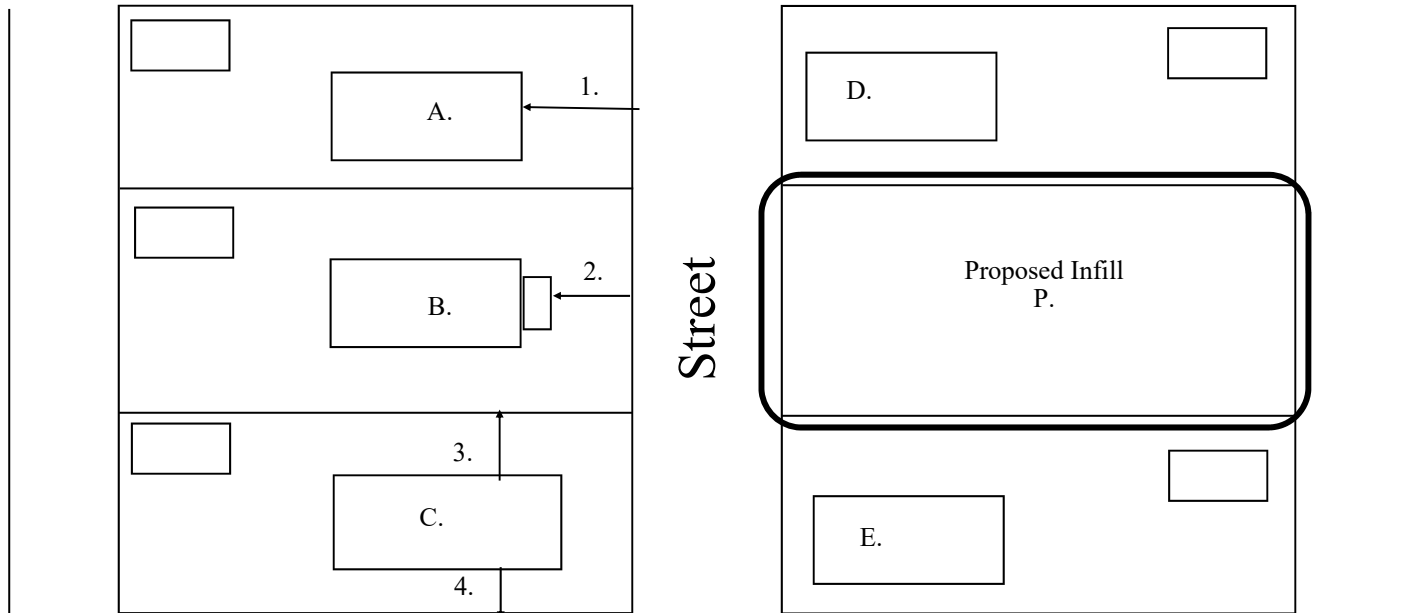 1.
A.
D.
2.
B.
Street
Proposed Infill
P.
3.
C.
4.
E.